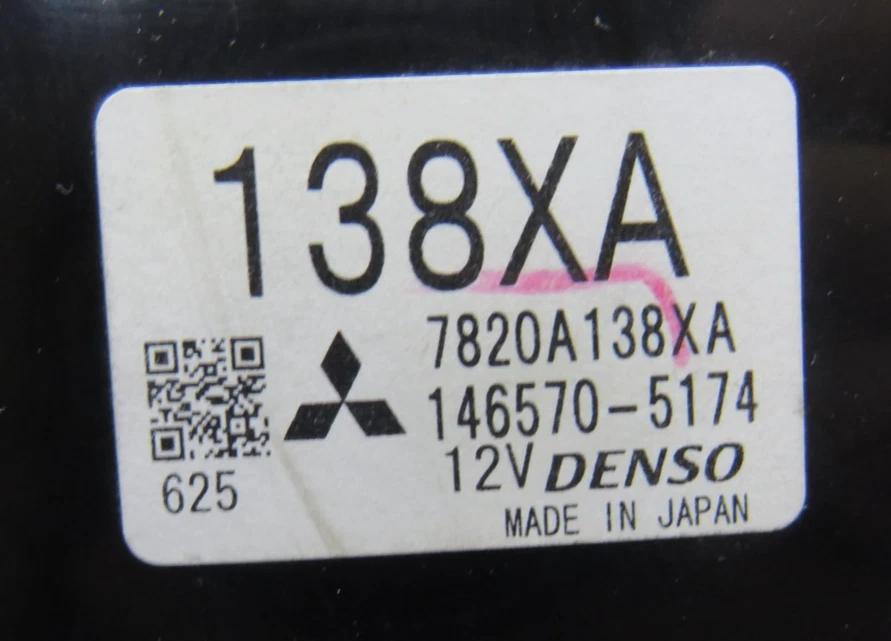 138XA
7820A138XA
146570-5174
12V DENSO
MADE IN JAPAN
625